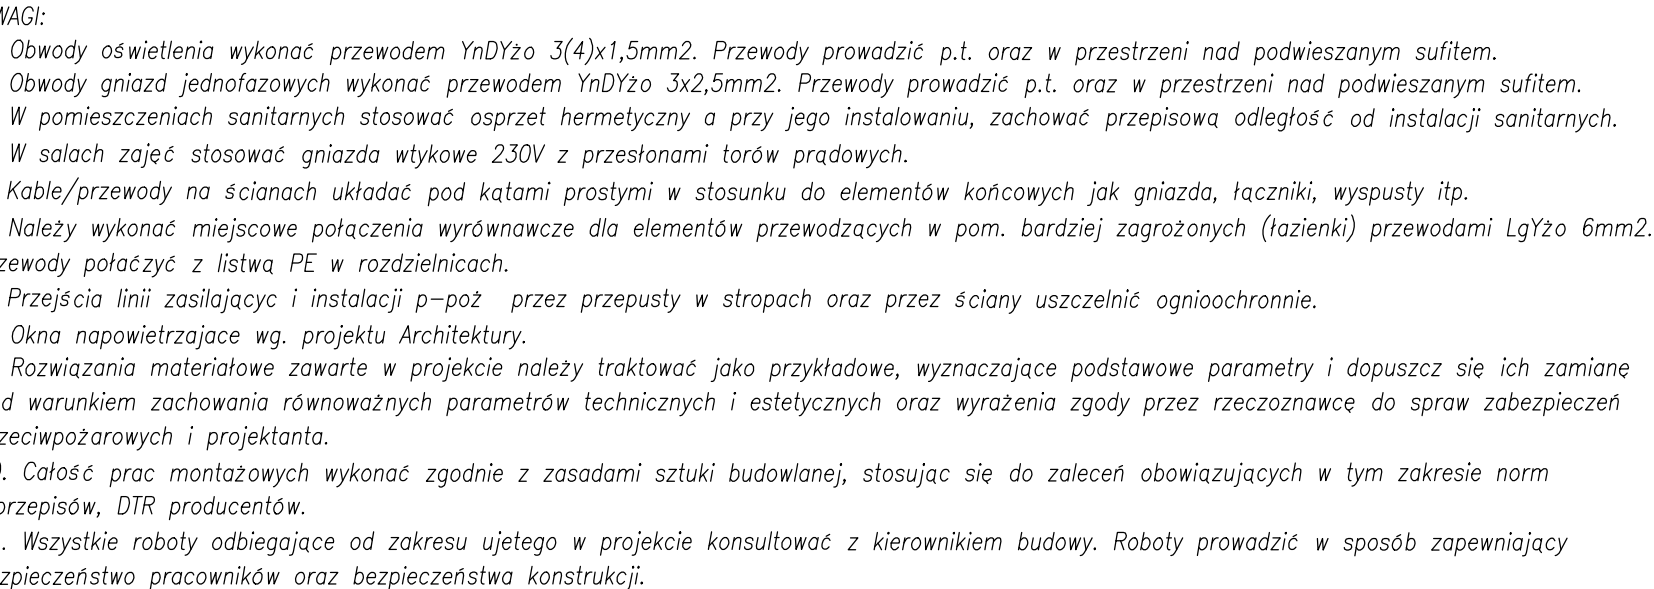 WAGI:
Obwody oświetlenia wykonać przewodem YnDYżo 3(4)x1,5mm2. Przewody prowadzić p.t. oraz w przestrzeni nad podwieszanym sufitem.
Obwody gniazd jednofazowych wykonać przewodem YnDYżo 3x2,5mm2. Przewody prowadzić p.t. oraz w przestrzeni nad podwieszanym sufitem.
W pomieszczeniach sanitarnych stosować osprzet hermetyczny a przy jego instalowaniu, zachować przepisową odległość od instalacji sanitarnych.
W salach zajęć stosować gniazda wtykowe 230V z przesłonami torów prądowych.
Kable/przewody na ścianach układać pod kątami prostymi w stosunku do elementów końcowych jak gniazda, łączniki, wyspusty itp.
Należy wykonać miejscowe połączenia wyrównawcze dla elementów przewodzących w pom. bardziej zagrożonych (łazienki) przewodami LgYżo 6mm2.
zewody połaćzyć z listwą PE w rozdzielnicach.
Przejścia linii zasilającyc i instalacji p-poż przez przepusty w stropach oraz przez ściany uszczelnić ognioochronnie.
Okna napowietrzajace wg. projektu Architektury.
Rozwiązania materiałowe zawarte w projekcie należy traktować jako przykładowe, wyznaczające podstawowe parametry i dopuszcz się ich zamianę
d warunkiem zachowania równoważnych parametrów technicznych i estetycznych oraz wyrażenia zgody przez rzeczoznawcę do spraw zabezpieczeń
zeciwpożarowych i projektanta.
. Całość prac montażowych wykonać zgodnie z zasadami sztuki budowlanej, stosując się do zaleceń obowiązujących w tym zakresie norm
przepisów, DTR producentów.
. Wszystkie roboty odbiegające od zakresu ujetego w projekcie konsultować z kierownikiem budowy. Roboty prowadzić w sposób zapewniający
zpieczeństwo pracowników oraz bezpieczeństwa konstrukcji.